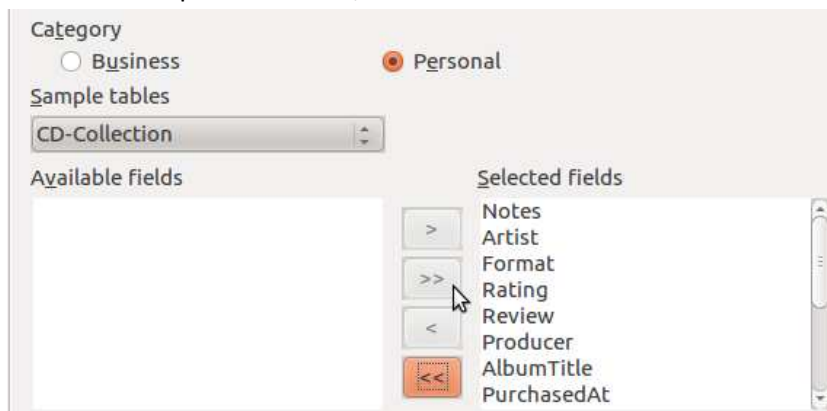 Category
Business Personal
Sample tables
CD-Collection
Available fields Selected fields
Notes
> Artist
Format
>> Rating
Review
< Producer
AlbumTitle
<< PurchasedAt